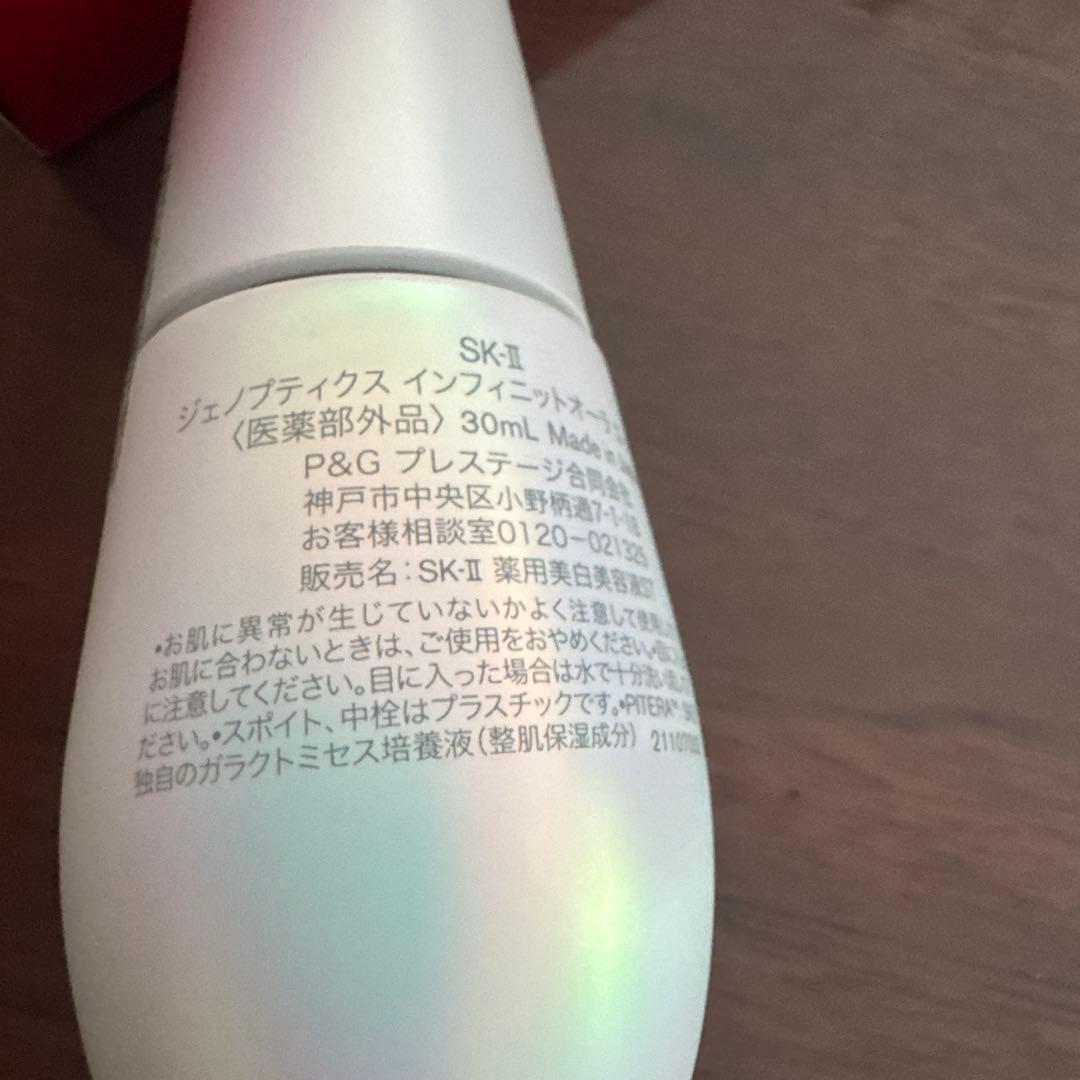 SK-II
ジェノプティクス インフィニットオーラ
〈医薬部外品〉 30mL Made in
P&G プレステージ合同会社
神戸市中央区小野柄通7-1-18
お客様相談室0120-021325
販売名：SK-II 薬用美白美容液ST
•お肌に異常が生じていないかよく注意して使用
お肌に合わないときは、ご使用をおやめください。•
に注意してください。目に入った場合は水で十分洗い
ださい。•スポイト、中栓はプラスチックです。•PITERA™
独自のガラクトミセス培養液（整肌保湿成分）